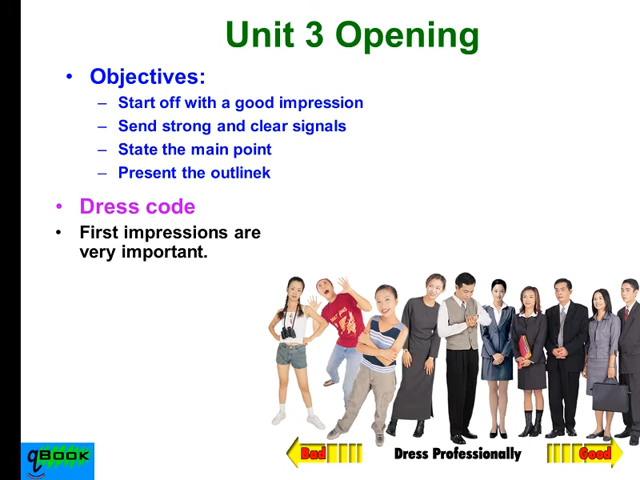 Unit 3 Opening
• Objectives:
– Start off with a good impression
– Send strong and clear signals
– State the main point
– Present the outlinek
• Dress code
• First impressions are
very important.
Bad Dress Professionally Good
qBOOK